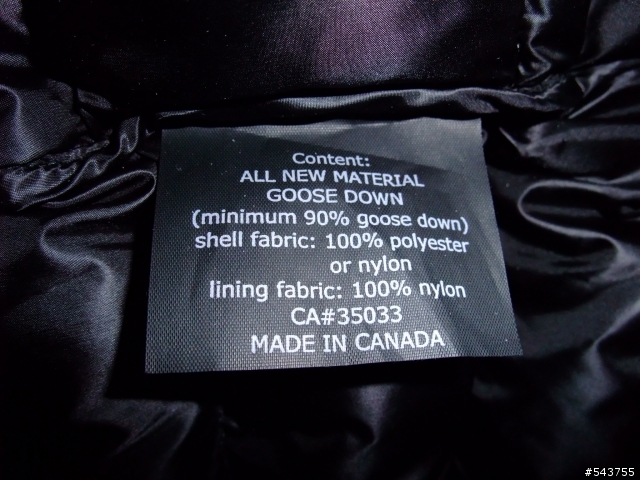 Content:
ALL NEW MATERIAL
GOOSE DOWN
(minimum 90% goose down)
shell fabric: 100% polyester
or nylon
lining fabric: 100% nylon
CA#35033
MADE IN CANADA
#543755